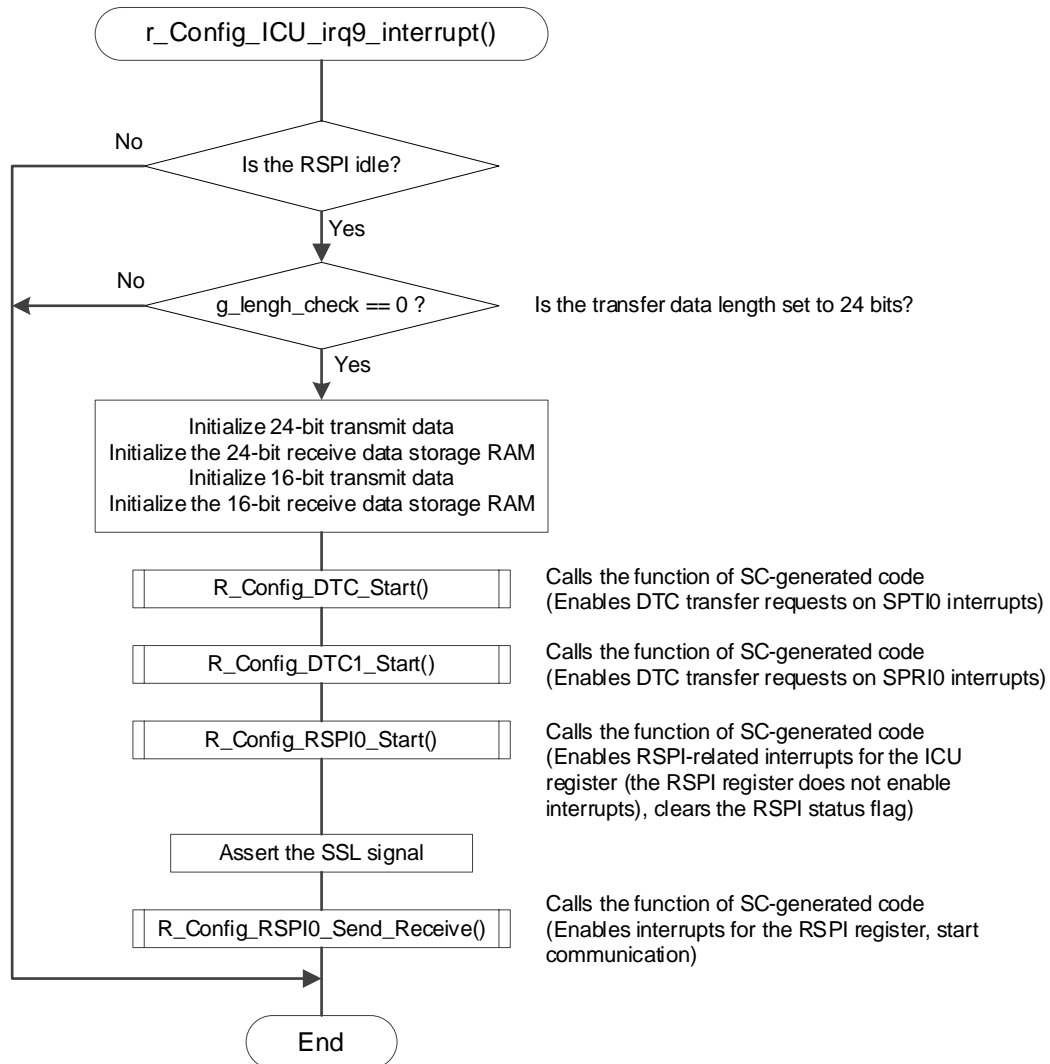 r_Config_ICU_irq9_interrupt()
No
Is the RSPI idle?
Yes
No
g_lengh_check == 0 ?
Is the transfer data length set to 24 bits?
Yes
Initialize 24-bit transmit data
Initialize the 24-bit receive data storage RAM
Initialize 16-bit transmit data
Initialize the 16-bit receive data storage RAM
R_Config_DTC_Start()
Calls the function of SC-generated code
(Enables DTC transfer requests on SPTI0 interrupts)
R_Config_DTC1_Start()
Calls the function of SC-generated code
(Enables DTC transfer requests on SPRI0 interrupts)
R_Config_RSPI0_Start()
Calls the function of SC-generated code
(Enables RSPI-related interrupts for the ICU
register (the RSPI register does not enable
interrupts), clears the RSPI status flag)
Assert the SSL signal
R_Config_RSPI0_Send_Receive()
Calls the function of SC-generated code
(Enables interrupts for the RSPI register, start
communication)
End